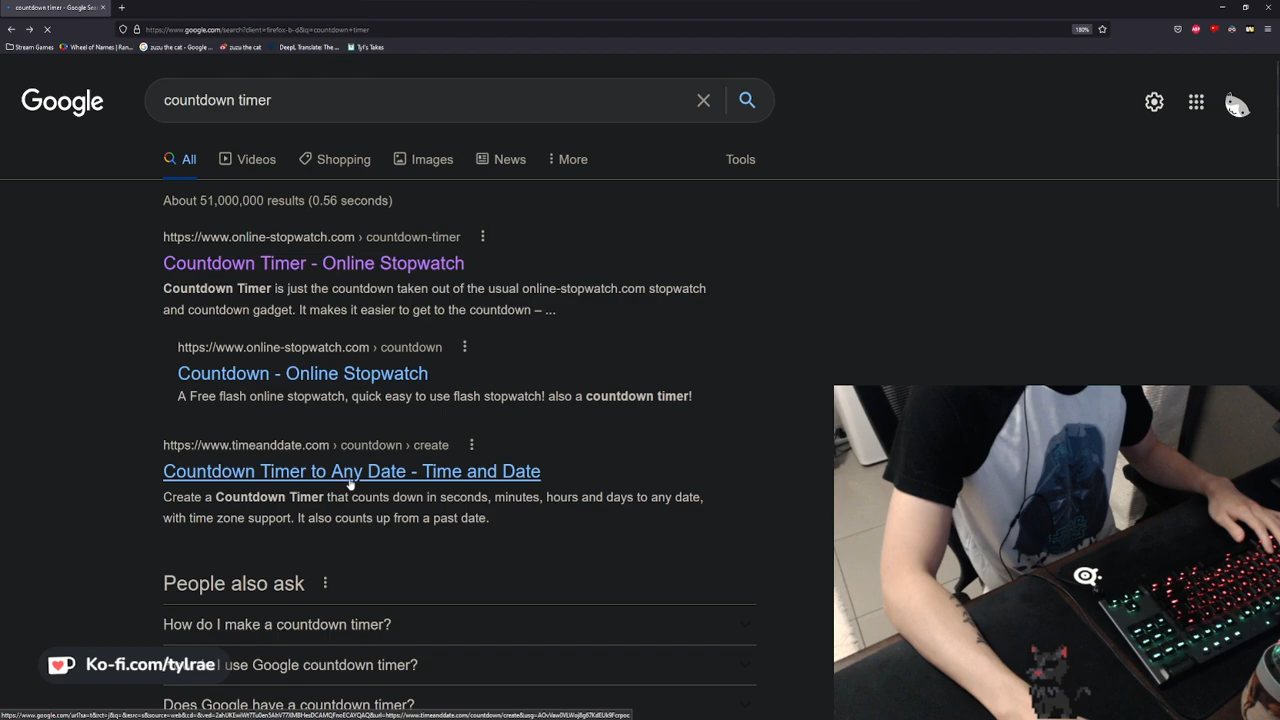 countdown timer - Google Sea
https://www.google.com/search?client=firefox-b-d&q=countdown+timer
180%
Stream Games
Wheel of Names | Ran...
zuzu the cat - Google ...
zuzu the cat
DeepL Translate: The ...
Tyl's Takes
Google
countdown timer
All
Videos
Shopping
Images
News
More
Tools
About 51,000,000 results (0.56 seconds)
https://www.online-stopwatch.com › countdown-timer
Countdown Timer - Online Stopwatch
Countdown Timer is just the countdown taken out of the usual online-stopwatch.com stopwatch
and countdown gadget. It makes it easier to get to the countdown – ...
https://www.online-stopwatch.com › countdown
Countdown - Online Stopwatch
A Free flash online stopwatch, quick easy to use flash stopwatch! also a countdown timer!
https://www.timeanddate.com › countdown › create
Countdown Timer to Any Date - Time and Date
Create a Countdown Timer that counts down in seconds, minutes, hours and days to any date,
with time zone support. It also counts up from a past date.
People also ask
How do I make a countdown timer?
I use Google countdown timer?
Ko-fi.com/tylrae
Does Google have a countdown timer?